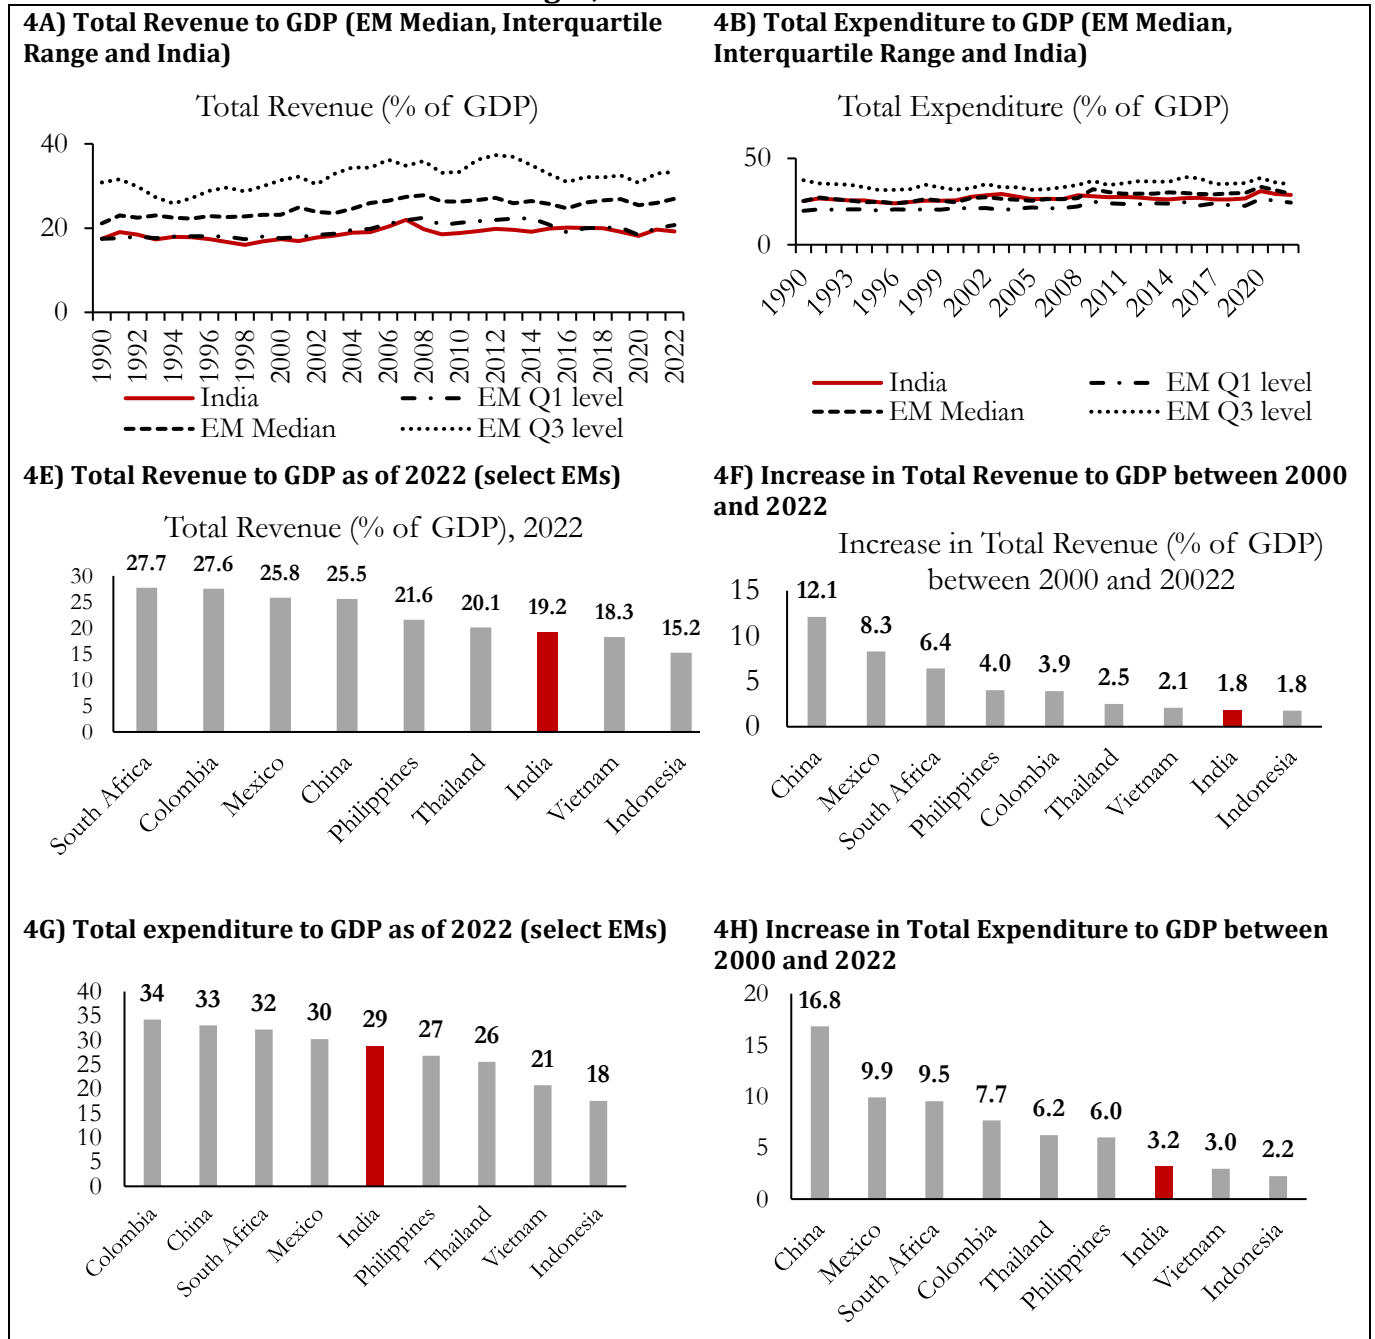 4A) Total Revenue to GDP (EM Median, Interquartile
Range and India)
Total Revenue (% of GDP)
40
20
0
1990
1992
1994
1996
1998
2000
2002
2004
2006
2008
2010
2012
2014
2016
2018
2020
2022
India
EM Q1 level
EM Median
EM Q3 level
4B) Total Expenditure to GDP (EM Median,
Interquartile Range and India)
Total Expenditure (% of GDP)
50
0
1990
1993
1996
1999
2002
2005
2008
2011
2014
2017
2020
India
EM Q1 level
EM Median
EM Q3 level
4E) Total Revenue to GDP as of 2022 (select EMs)
Total Revenue (% of GDP), 2022
30
25
20
15
10
5
0
27.7
27.6
25.8
25.5
21.6
20.1
19.2
18.3
15.2
South Africa
Colombia
Mexico
China
Philippines
Thailand
India
Vietnam
Indonesia
4F) Increase in Total Revenue to GDP between 2000
and 2022
Increase in Total Revenue (% of GDP)
between 2000 and 20022
15
10
5
0
12.1
8.3
6.4
4.0
3.9
2.5
2.1
1.8
1.8
China
Mexico
South Africa
Philippines
Colombia
Thailand
Vietnam
India
Indonesia
4G) Total expenditure to GDP as of 2022 (select EMs)
40
35
30
25
20
15
10
5
0
34
33
32
30
29
27
26
21
18
Colombia
China
South Africa
Mexico
India
Philippines
Thailand
Vietnam
Indonesia
4H) Increase in Total Expenditure to GDP between
2000 and 2022
20
15
10
5
0
16.8
9.9
9.5
7.7
6.2
6.0
3.2
3.0
2.2
China
Mexico
South Africa
Colombia
Thailand
Philippines
India
Vietnam
Indonesia